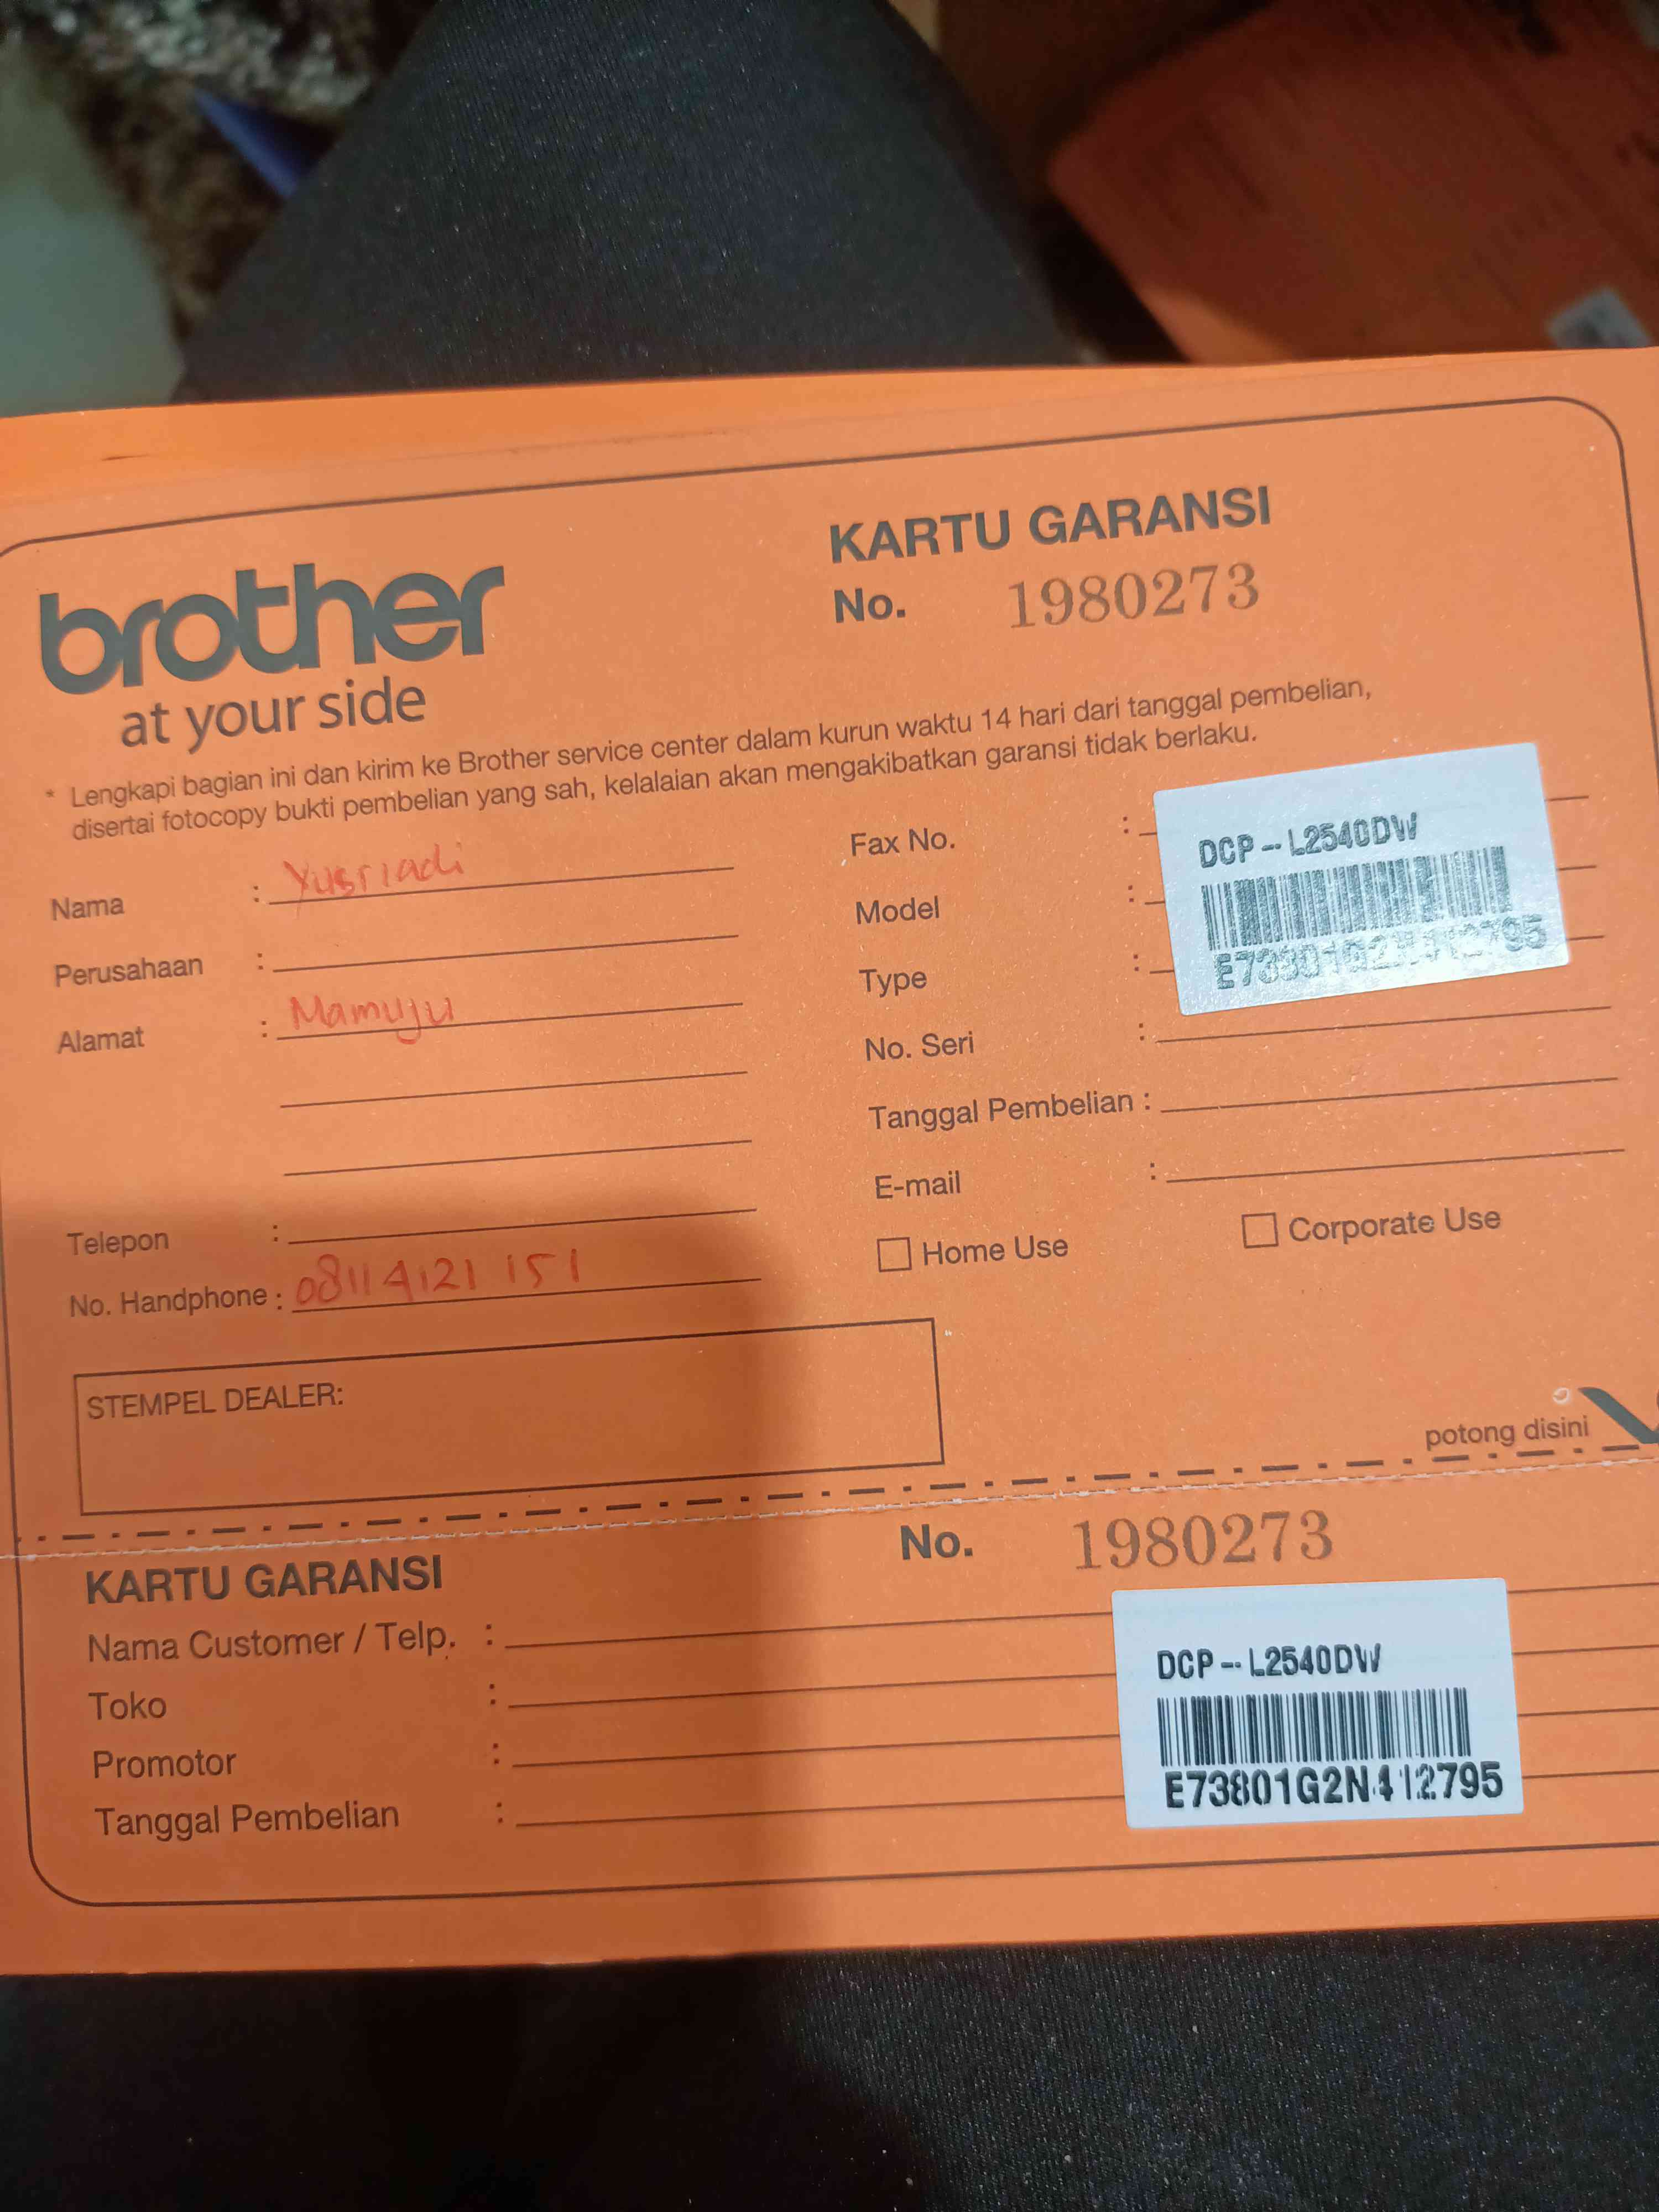 brother
at your side
KARTU GARANSI
No. 1980273
* Lengkapi bagian ini dan kirim ke Brother service center dalam kurun waktu 14 hari dari tanggal pembelian,
disertai fotocopy bukti pembelian yang sah, kelalaian akan mengakibatkan garansi tidak berlaku.
Nama : Yusriadi
Perusahaan :
Alamat : Mamuju
Telepon :
No. Handphone : 08114121 151
Fax No. :
Model :
Type :
No. Seri :
Tanggal Pembelian :
E-mail :
Home Use
Corporate Use
DCP -- L2540DW
E73801G2N412795
STEMPEL DEALER:
potong disini
KARTU GARANSI
No. 1980273
Nama Customer / Telp. :
Toko :
Promotor :
Tanggal Pembelian :
DCP -- L2540DW
E73801G2N412795